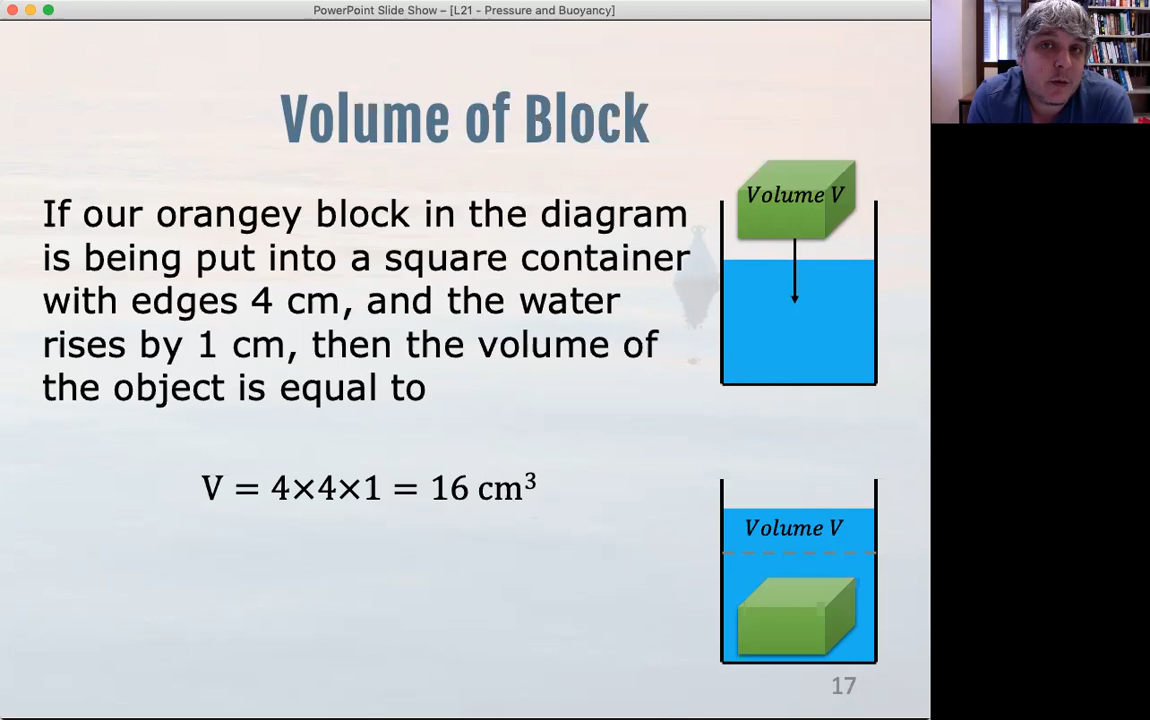 PowerPoint Slide Show – [L21 - Pressure and Buoyancy]
Volume of Block
If our orangey block in the diagram
is being put into a square container
with edges 4 cm, and the water
rises by 1 cm, then the volume of
the object is equal to
V = 4×4×1 = 16 cm³
Volume V
Volume V
17